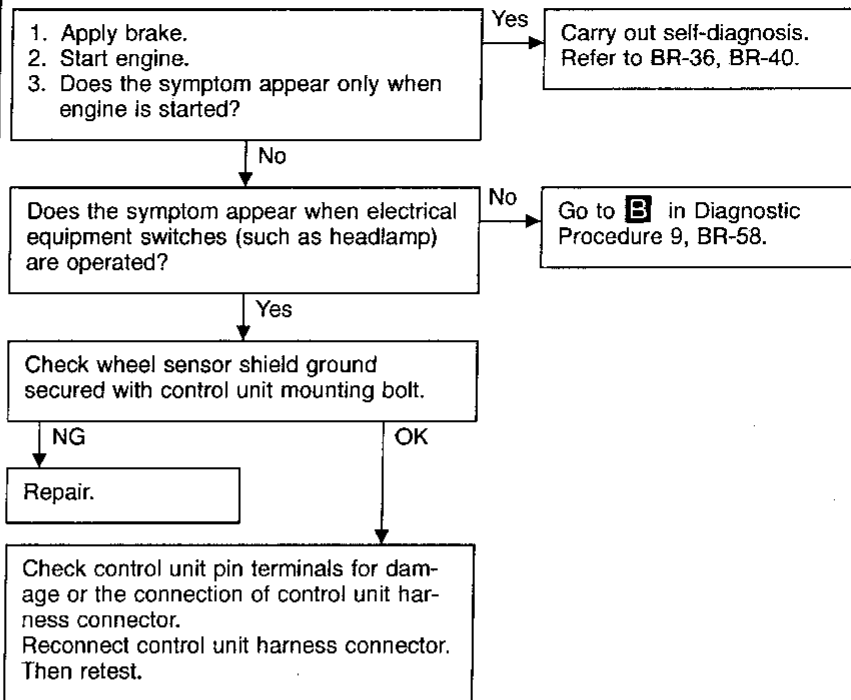 1. Apply brake.
2. Start engine.
3. Does the symptom appear only when
engine is started?
Yes
Carry out self-diagnosis.
Refer to BR-36, BR-40.
No
Does the symptom appear when electrical
equipment switches (such as headlamp)
are operated?
No
Go to B in Diagnostic
Procedure 9, BR-58.
Yes
Check wheel sensor shield ground
secured with control unit mounting bolt.
NG
OK
Repair.
Check control unit pin terminals for dam-
age or the connection of control unit har-
ness connector.
Reconnect control unit harness connector.
Then retest.